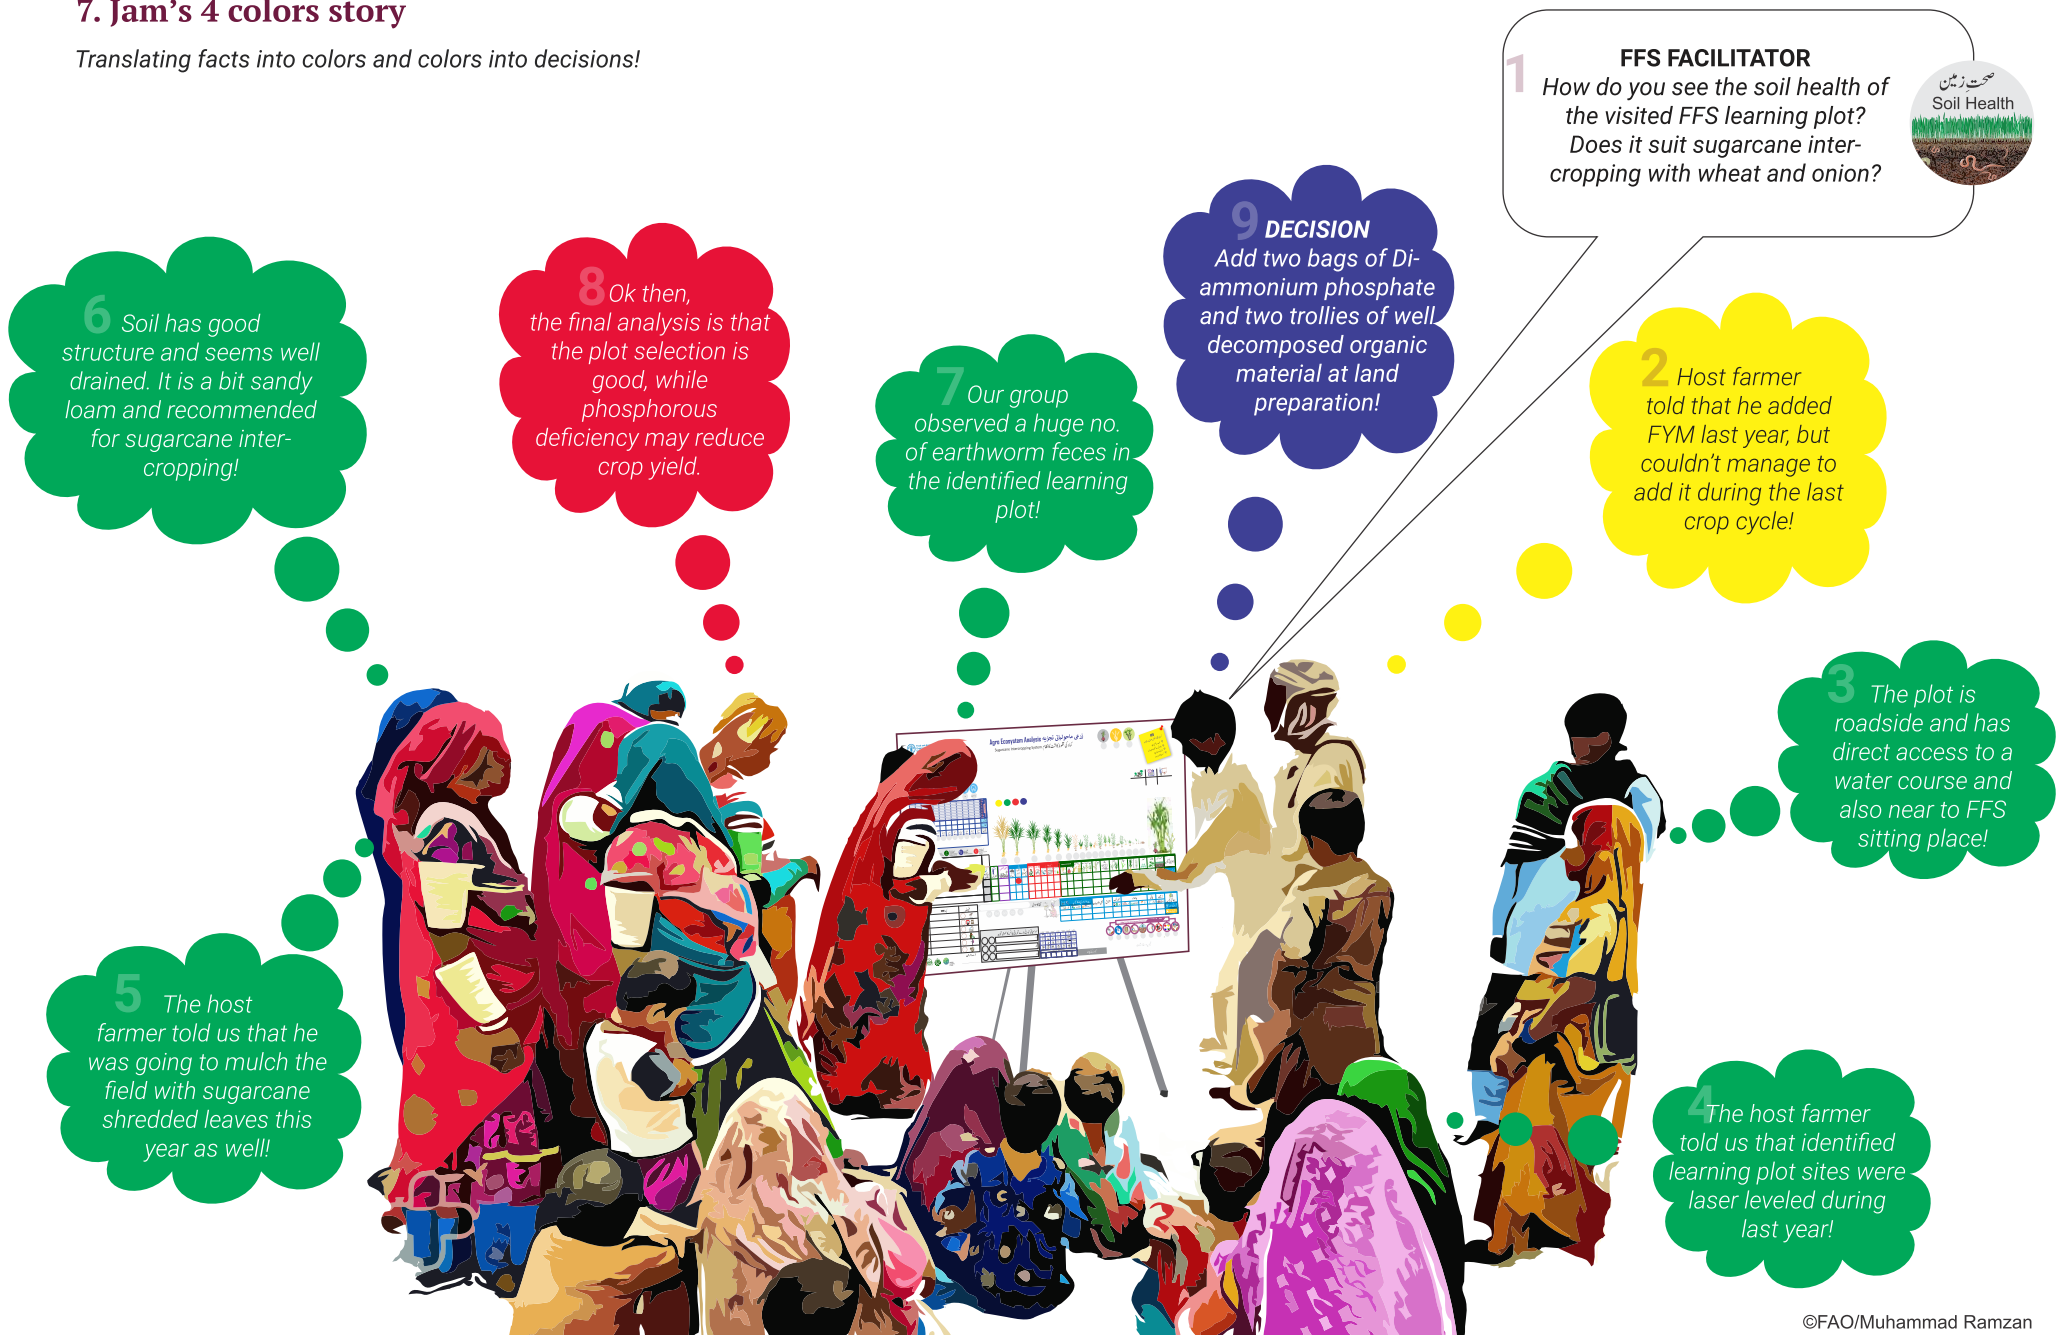 7. Jam's 4 colors story
Translating facts into colors and colors into decisions!
1
FFS FACILITATOR
How do you see the soil health of
the visited FFS learning plot?
Does it suit sugarcane inter-
cropping with wheat and onion?
صحتِ زمین
Soil Health
2 Host farmer
told that he added
FYM last year, but
couldn't manage to
add it during the last
crop cycle!
3 The plot is
roadside and has
direct access to a
water course and
also near to FFS
sitting place!
4 The host farmer
told us that identified
learning plot sites were
laser leveled during
last year!
5 The host
farmer told us that he
was going to mulch the
field with sugarcane
shredded leaves this
year as well!
6 Soil has good
structure and seems well
drained. It is a bit sandy
loam and recommended
for sugarcane inter-
cropping!
7 Our group
observed a huge no.
of earthworm feces in
the identified learning
plot!
8 Ok then,
the final analysis is that
the plot selection is
good, while
phosphorous
deficiency may reduce
crop yield.
9 DECISION
Add two bags of Di-
ammonium phosphate
and two trollies of well
decomposed organic
material at land
preparation!
Agro Ecosystem Analysis
©FAO/Muhammad Ramzan